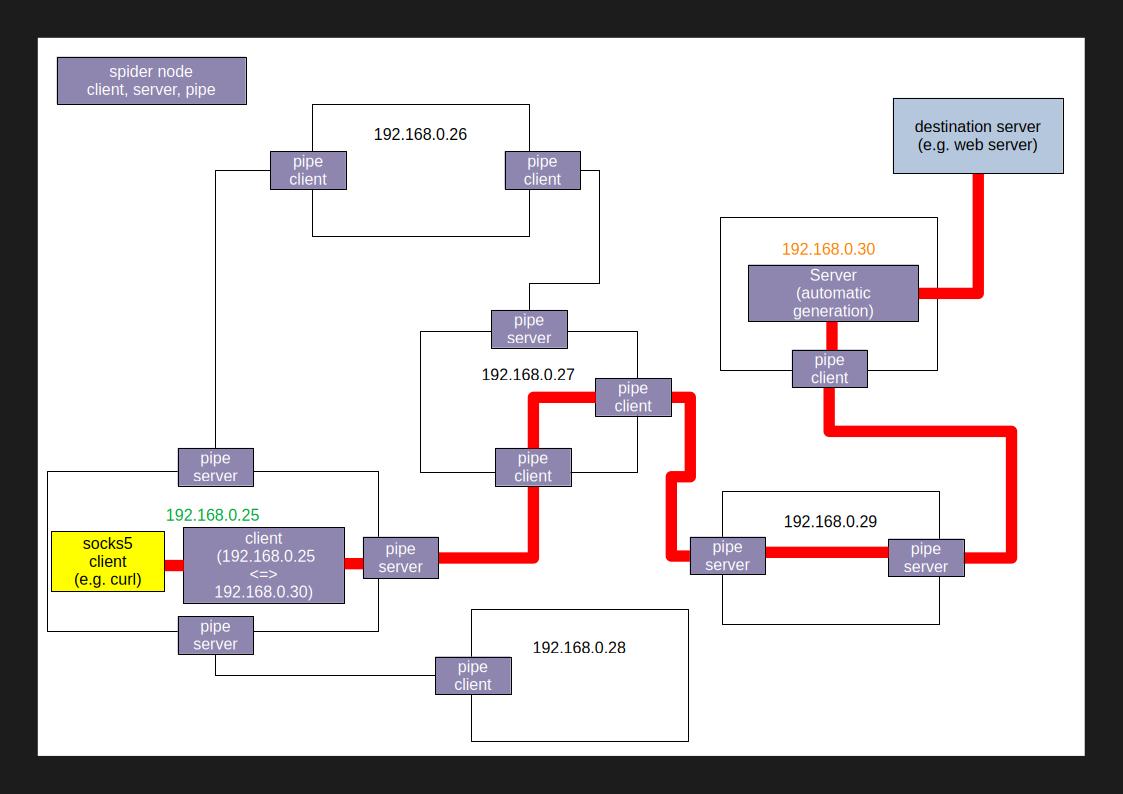 spider node
client, server, pipe
192.168.0.26
pipe
client
pipe
client
destination server
(e.g. web server)
192.168.0.30
Server
(automatic
generation)
pipe
client
pipe
server
192.168.0.27
pipe
client
pipe
client
pipe
server
192.168.0.25
socks5
client
(e.g. curl)
client
(192.168.0.25
<=>
192.168.0.30)
pipe
server
pipe
server
192.168.0.29
pipe
server
pipe
server
192.168.0.28
pipe
client